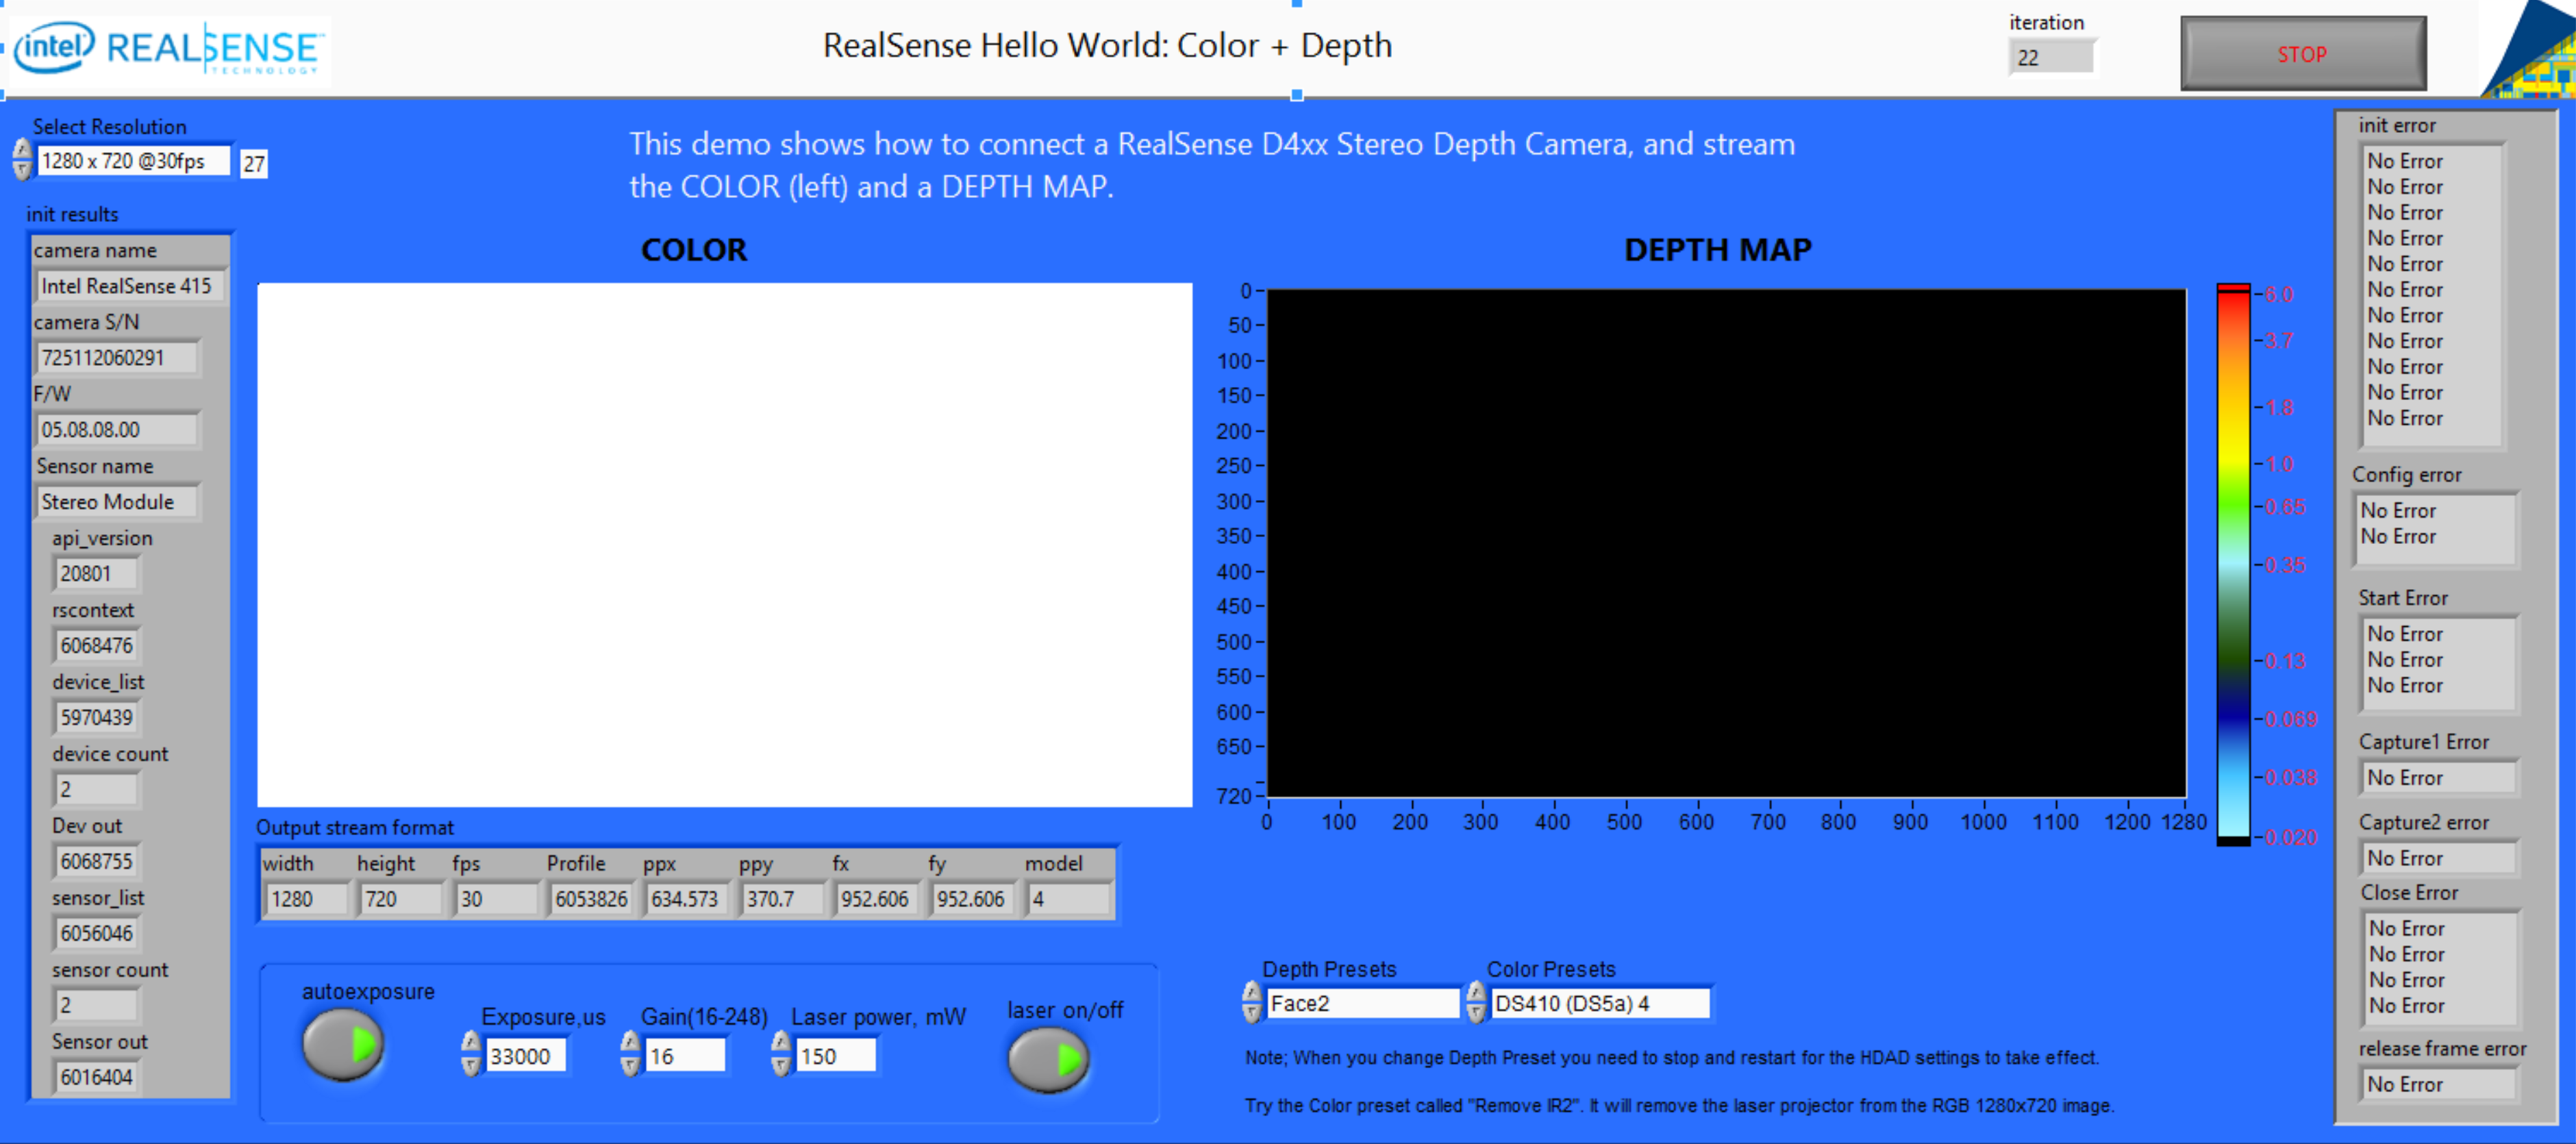 intel REALSENSE
TECHNOLOGY
RealSense Hello World: Color + Depth
iteration
22
STOP
Select Resolution
1280 x 720 @30fps
27
This demo shows how to connect a RealSense D4xx Stereo Depth Camera, and stream
the COLOR (left) and a DEPTH MAP.
init results
camera name
Intel RealSense 415
camera S/N
725112060291
F/W
05.08.08.00
Sensor name
Stereo Module
api_version
20801
rscontext
6068476
device_list
5970439
device count
2
Dev out
6068755
sensor_list
6056046
sensor count
2
Sensor out
6016404
COLOR
Output stream format
width height fps Profile ppx ppy fx fy model
1280 720 30 6053826 634.573 370.7 952.606 952.606 4
autoexposure
Exposure,us
33000
Gain(16-248)
16
Laser power, mW
150
laser on/off
DEPTH MAP
0
50
100
150
200
250
300
350
400
450
500
550
600
650
720
0 100 200 300 400 500 600 700 800 900 1000 1100 1200 1280
6.0
3.7
1.8
1.0
0.65
0.35
0.13
0.069
0.038
0.020
Depth Presets
Face2
Color Presets
DS410 (DS5a) 4
Note; When you change Depth Preset you need to stop and restart for the HDAD settings to take effect.
Try the Color preset called "Remove IR2". It will remove the laser projector from the RGB 1280x720 image.
init error
No Error
No Error
No Error
No Error
No Error
No Error
No Error
No Error
No Error
No Error
No Error
Config error
No Error
No Error
Start Error
No Error
No Error
No Error
Capture1 Error
No Error
Capture2 error
No Error
Close Error
No Error
No Error
No Error
No Error
release frame error
No Error